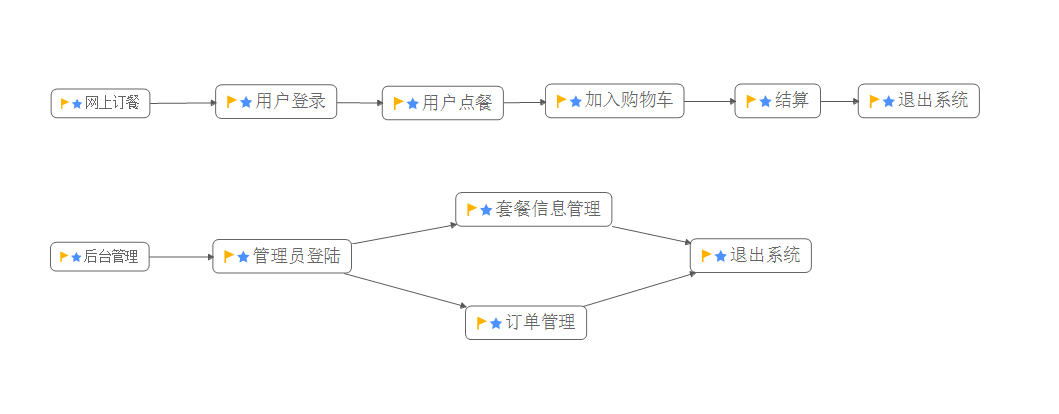 网上订餐
用户登录
用户点餐
加入购物车
结算
退出系统
套餐信息管理
后台管理
管理员登陆
退出系统
订单管理